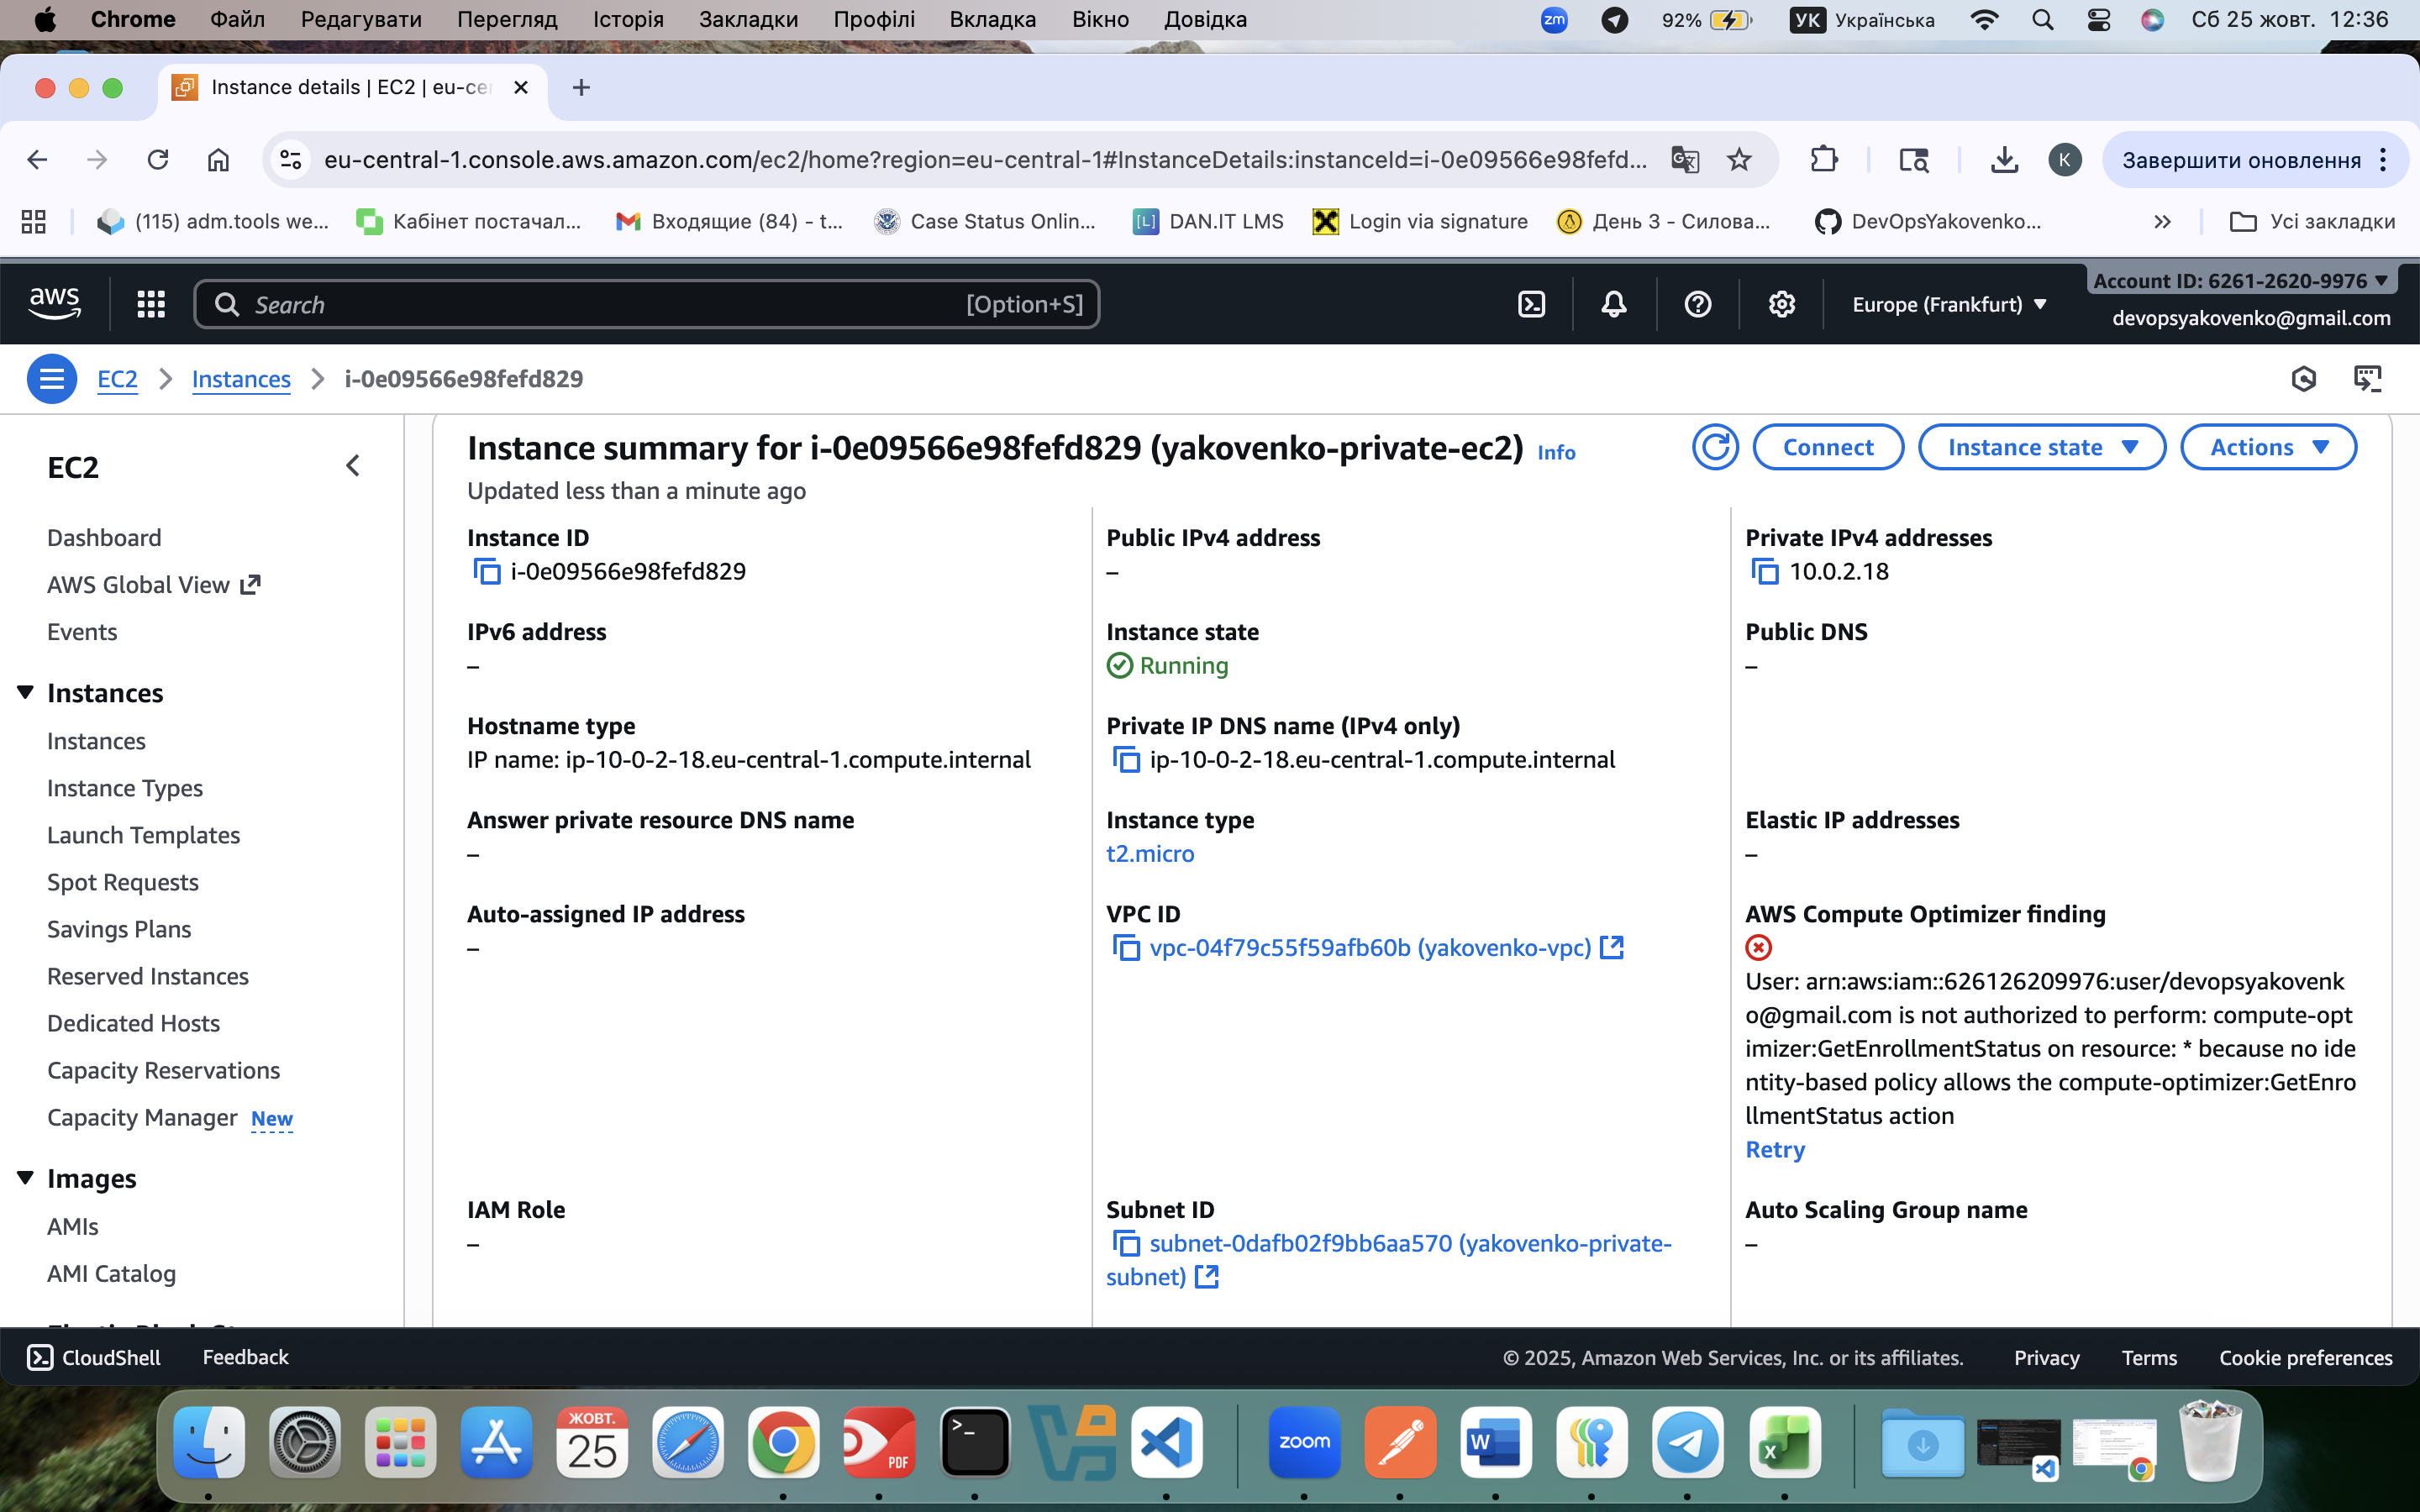 Chrome Файл Редагувати Перегляд Історія Закладки Профілі Вкладка Вікно Довідка zm 92% УК Українська Сб 25 жовт. 12:36
Instance details | EC2 | eu-cen
eu-central-1.console.aws.amazon.com/ec2/home?region=eu-central-1#InstanceDetails:instanceId=i-0e09566e98fefd... K Завершити оновлення
(115) adm.tools we... Кабінет постачал... Входящие (84) - t... Case Status Onlin... [L] DAN.IT LMS Login via signature День 3 - Силова... DevOpsYakovenko... Усі закладки
aws Search [Option+S] Europe (Frankfurt) Account ID: 6261-2620-9976
devopsyakovenko@gmail.com
EC2 Instances i-0e09566e98fefd829
EC2
Dashboard
AWS Global View
Events
Instances
Instances
Instance Types
Launch Templates
Spot Requests
Savings Plans
Reserved Instances
Dedicated Hosts
Capacity Reservations
Capacity Manager New
Images
AMIs
AMI Catalog
Instance summary for i-0e09566e98fefd829 (yakovenko-private-ec2) Info Connect Instance state Actions
Updated less than a minute ago
Instance ID
i-0e09566e98fefd829
Public IPv4 address
–
Private IPv4 addresses
10.0.2.18
IPv6 address
–
Instance state
Running
Public DNS
–
Hostname type
IP name: ip-10-0-2-18.eu-central-1.compute.internal
Private IP DNS name (IPv4 only)
ip-10-0-2-18.eu-central-1.compute.internal
Answer private resource DNS name
–
Instance type
t2.micro
Elastic IP addresses
–
Auto-assigned IP address
–
VPC ID
vpc-04f79c55f59afb60b (yakovenko-vpc)
AWS Compute Optimizer finding
User: arn:aws:iam::626126209976:user/devopsyakovenk
o@gmail.com is not authorized to perform: compute-opt
imizer:GetEnrollmentStatus on resource: * because no ide
ntity-based policy allows the compute-optimizer:GetEnro
llmentStatus action
Retry
IAM Role
–
Subnet ID
subnet-0dafb02f9bb6aa570 (yakovenko-private-
subnet)
Auto Scaling Group name
–
CloudShell Feedback © 2025, Amazon Web Services, Inc. or its affiliates. Privacy Terms Cookie preferences
ЖОВТ.
25
PDF
zoom
W
X